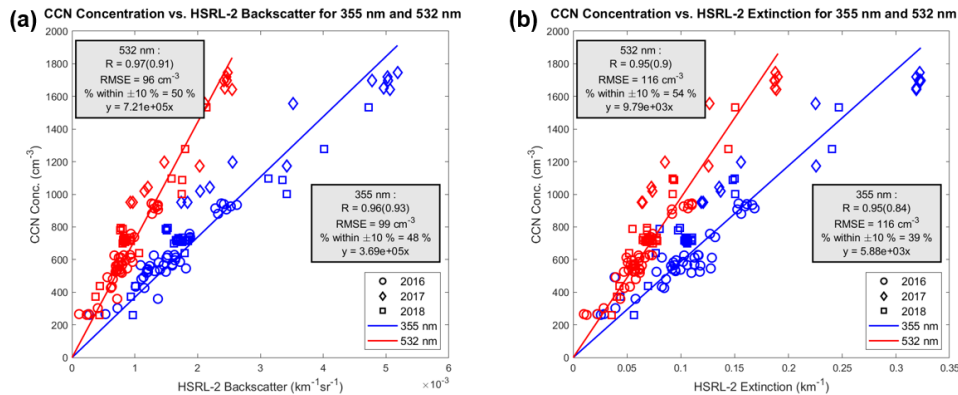 (a)
CCN Concentration vs. HSRL-2 Backscatter for 355 nm and 532 nm
2000
1800
1600
1400
1200
1000
800
600
400
200
0
CCN Conc. (cm-3)
532 nm :
R = 0.97(0.91)
RMSE = 96 cm-3
% within ±10 % = 50 %
y = 7.21e+05x
355 nm :
R = 0.96(0.93)
RMSE = 99 cm-3
% within ±10 % = 48 %
y = 3.69e+05x
2016
2017
2018
355 nm
532 nm
0 1 2 3 4 5 6
×10-3
HSRL-2 Backscatter (km-1sr-1)
(b)
CCN Concentration vs. HSRL-2 Extinction for 355 nm and 532 nm
2000
1800
1600
1400
1200
1000
800
600
400
200
0
CCN Conc. (cm-3)
532 nm :
R = 0.95(0.9)
RMSE = 116 cm-3
% within ±10 % = 54 %
y = 9.79e+03x
355 nm :
R = 0.95(0.84)
RMSE = 116 cm-3
% within ±10 % = 39 %
y = 5.88e+03x
2016
2017
2018
355 nm
532 nm
0 0.05 0.1 0.15 0.2 0.25 0.3 0.35
HSRL-2 Extinction (km-1)